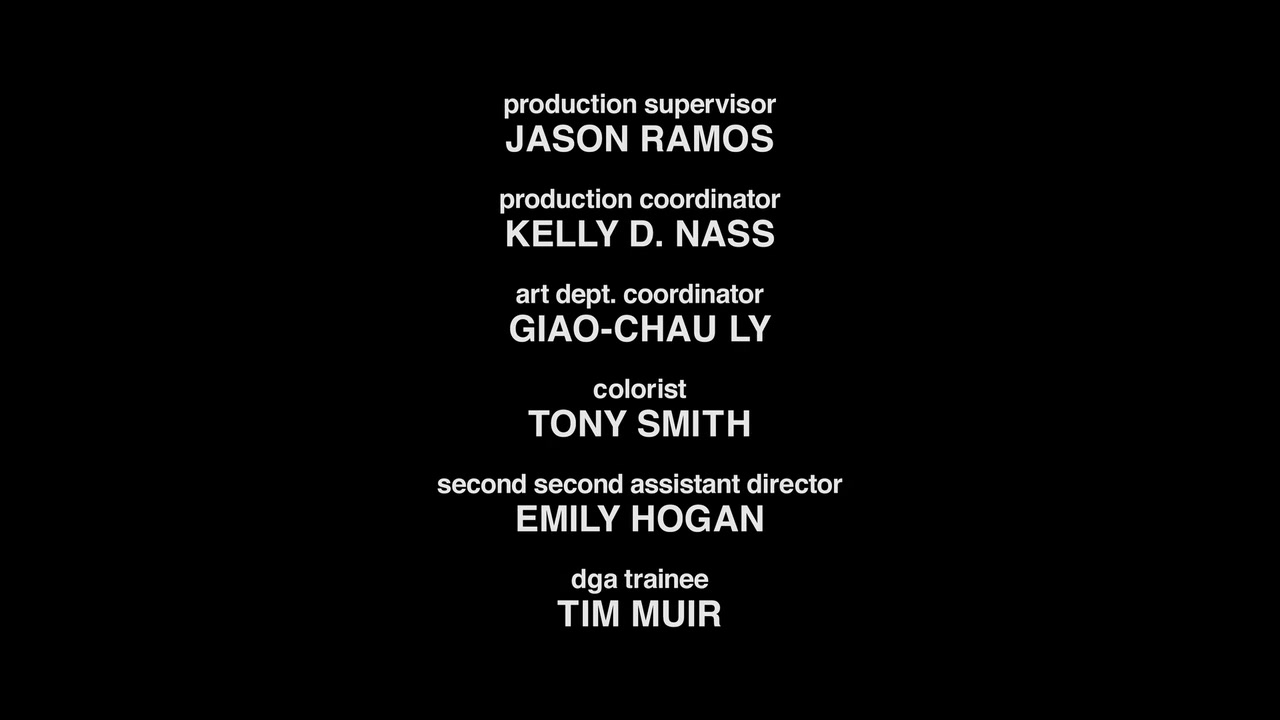 production supervisor
JASON RAMOS
production coordinator
KELLY D. NASS
art dept. coordinator
GIAO-CHAU LY
colorist
TONY SMITH
second second assistant director
EMILY HOGAN
dga trainee
TIM MUIR